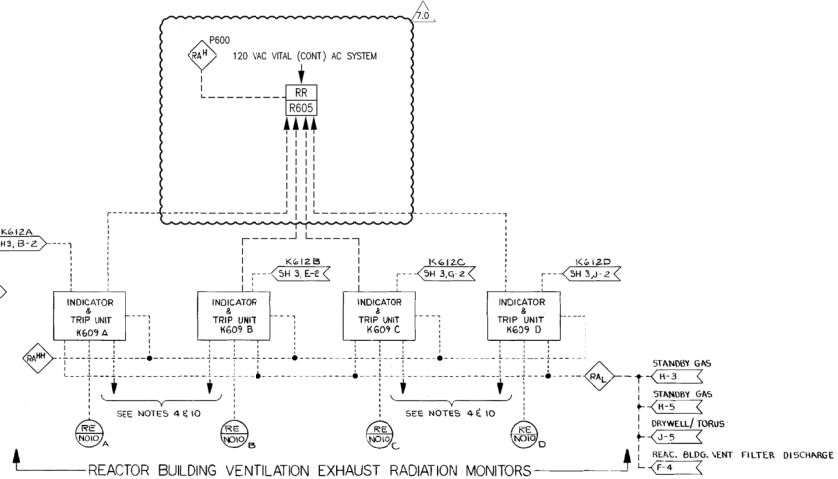 7.0
P600
RAH
120 VAC VITAL (CONT) AC SYSTEM
RR
R605
K612A
H3, B-2
K612B
SH 3, E-2
K612C
SH 3, G-2
K612D
SH 3, J-2
INDICATOR
&
TRIP UNIT
K609 A
INDICATOR
&
TRIP UNIT
K609 B
INDICATOR
&
TRIP UNIT
K609 C
INDICATOR
&
TRIP UNIT
K609 D
RAHH
RAL
STANDBY GAS
H-3
STANDBY GAS
H-5
DRYWELL/TORUS
J-5
REAC. BLDG. VENT FILTER DISCHARGE
F-4
SEE NOTES 4 & 10
SEE NOTES 4 & 10
RE
N010
A
RE
N010
B
RE
N010
C
RE
N010
D
REACTOR BUILDING VENTILATION EXHAUST RADIATION MONITORS